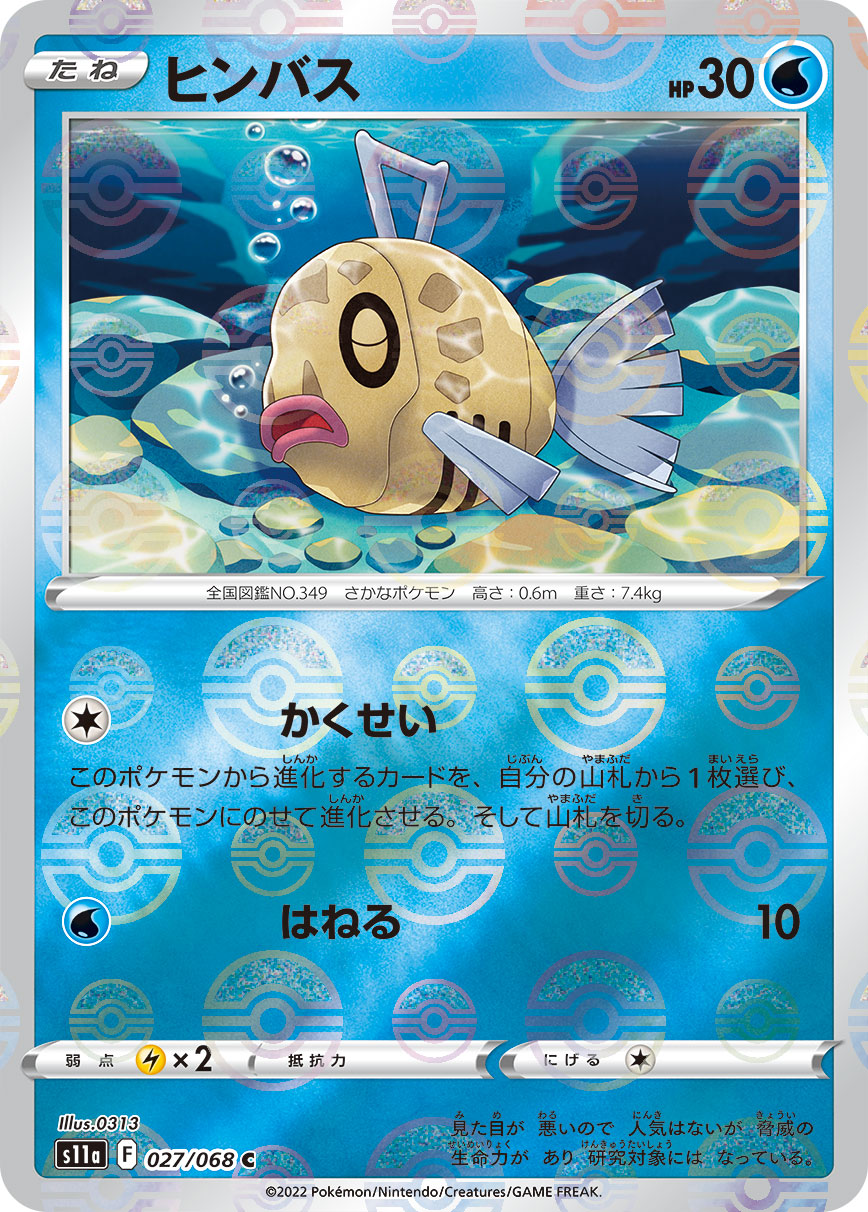 たね ヒンバス HP30
全国図鑑NO.349 さかなポケモン 高さ:0.6m 重さ:7.4kg
かくせい
このポケモンから進化するカードを、自分の山札から1枚選び、
このポケモンにのせて進化させる。そして山札を切る。
はねる 10
弱点 ×2 抵抗力 にげる
Illus.0313
見た目が 悪いので 人気はないが 脅威の
生命力が あり 研究対象には なっている。
s11a F 027/068 C
©2022 Pokémon/Nintendo/Creatures/GAME FREAK.